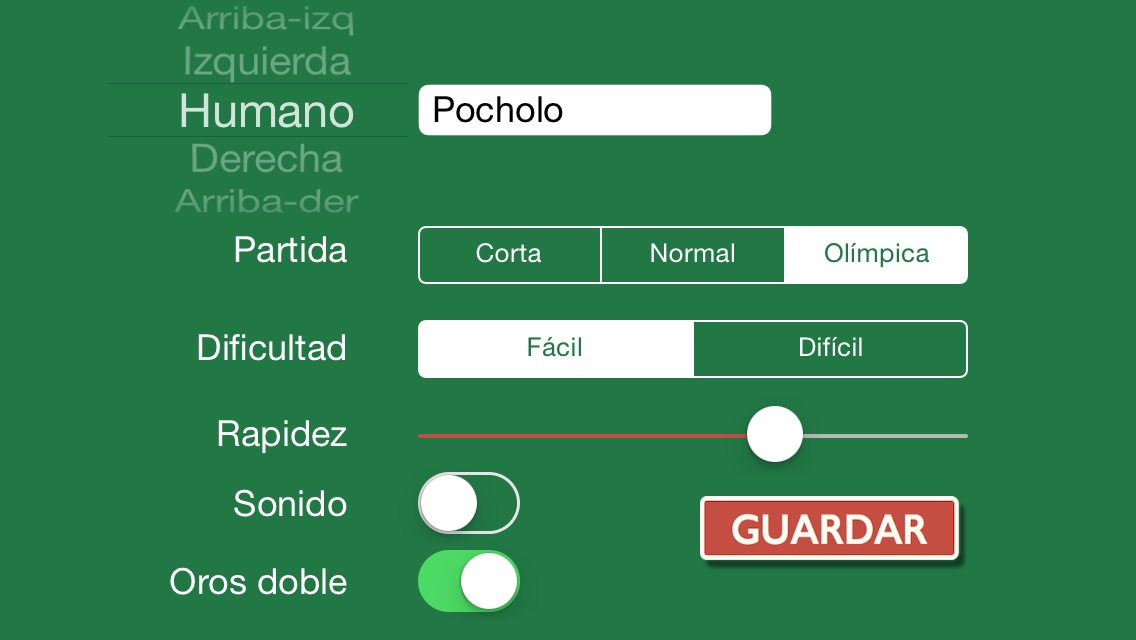 Arriba-izq
Izquierda
Humano Pocholo
Derecha
Arriba-der
Partida Corta Normal Olímpica
Dificultad Fácil Difícil
Rapidez
Sonido
GUARDAR
Oros doble